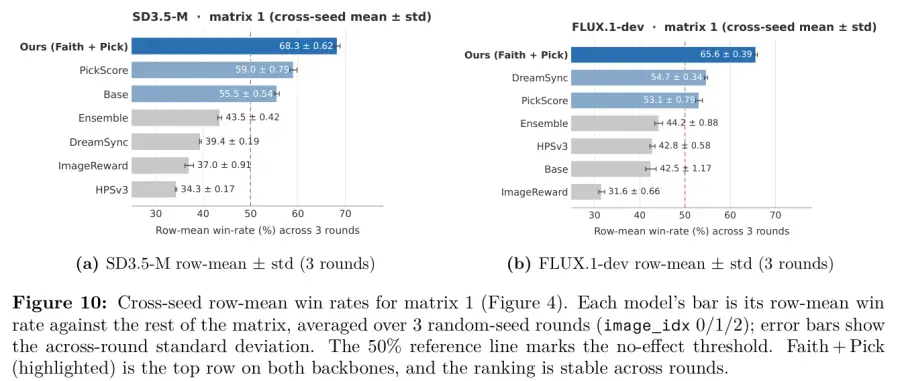 SD3.5-M · matrix 1 (cross-seed mean ± std)
Ours (Faith + Pick)
68.3 ± 0.62
PickScore
59.0 ± 0.79
Base
55.5 ± 0.54
Ensemble
43.5 ± 0.42
DreamSync
39.4 ± 0.19
ImageReward
37.0 ± 0.91
HPSv3
34.3 ± 0.17
30 40 50 60 70
Row-mean win-rate (%) across 3 rounds
(a) SD3.5-M row-mean ± std (3 rounds)
FLUX.1-dev · matrix 1 (cross-seed mean ± std)
Ours (Faith + Pick)
65.6 ± 0.39
DreamSync
54.7 ± 0.34
PickScore
53.1 ± 0.79
Ensemble
44.2 ± 0.88
HPSv3
42.8 ± 0.58
Base
42.5 ± 1.17
ImageReward
31.6 ± 0.66
30 40 50 60 70
Row-mean win-rate (%) across 3 rounds
(b) FLUX.1-dev row-mean ± std (3 rounds)
Figure 10: Cross-seed row-mean win rates for matrix 1 (Figure 4). Each model's bar is its row-mean win
rate against the rest of the matrix, averaged over 3 random-seed rounds (image_idx 0/1/2); error bars show
the across-round standard deviation. The 50% reference line marks the no-effect threshold. Faith + Pick
(highlighted) is the top row on both backbones, and the ranking is stable across rounds.